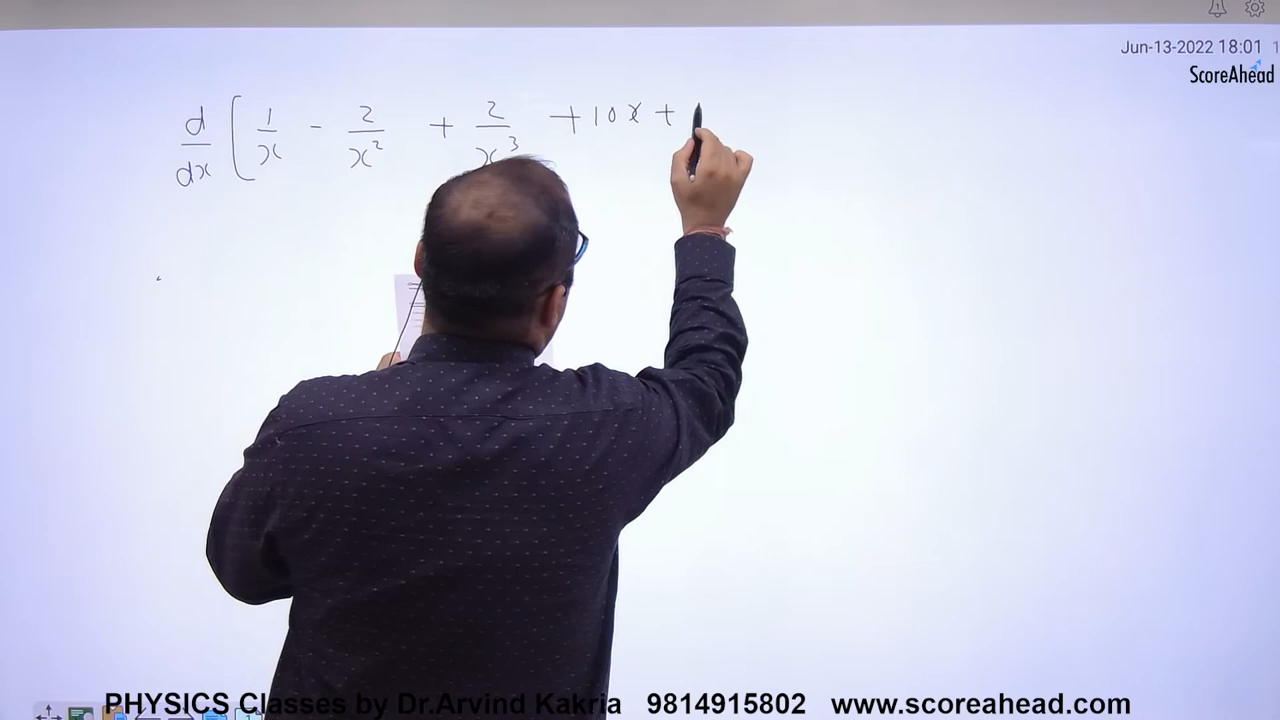 Jun-13-2022 18:01 1
ScoreAhead
d/dx [ 1/x - 2/x² + 2/x³ + 10x +
PHYSICS Classes by Dr.Arvind Kakria 9814915802 www.scoreahead.com